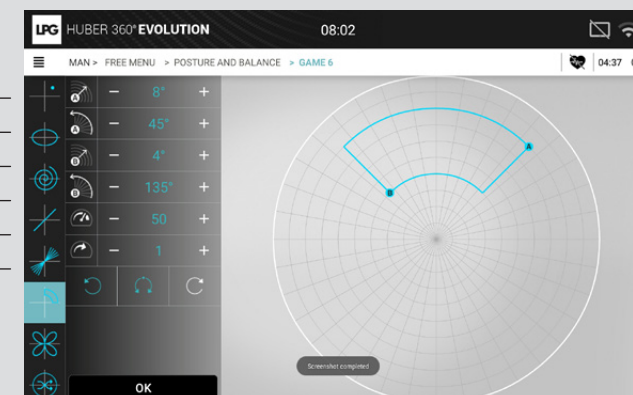 LPG HUBER 360° EVOLUTION 08:02
MAN > FREE MENU > POSTURE AND BALANCE > GAME 6 04:37
A − 8° +
B − 45° +
B − 4° +
B − 135° +
− 50 +
− 1 +
OK
A
B
Screenshot completed